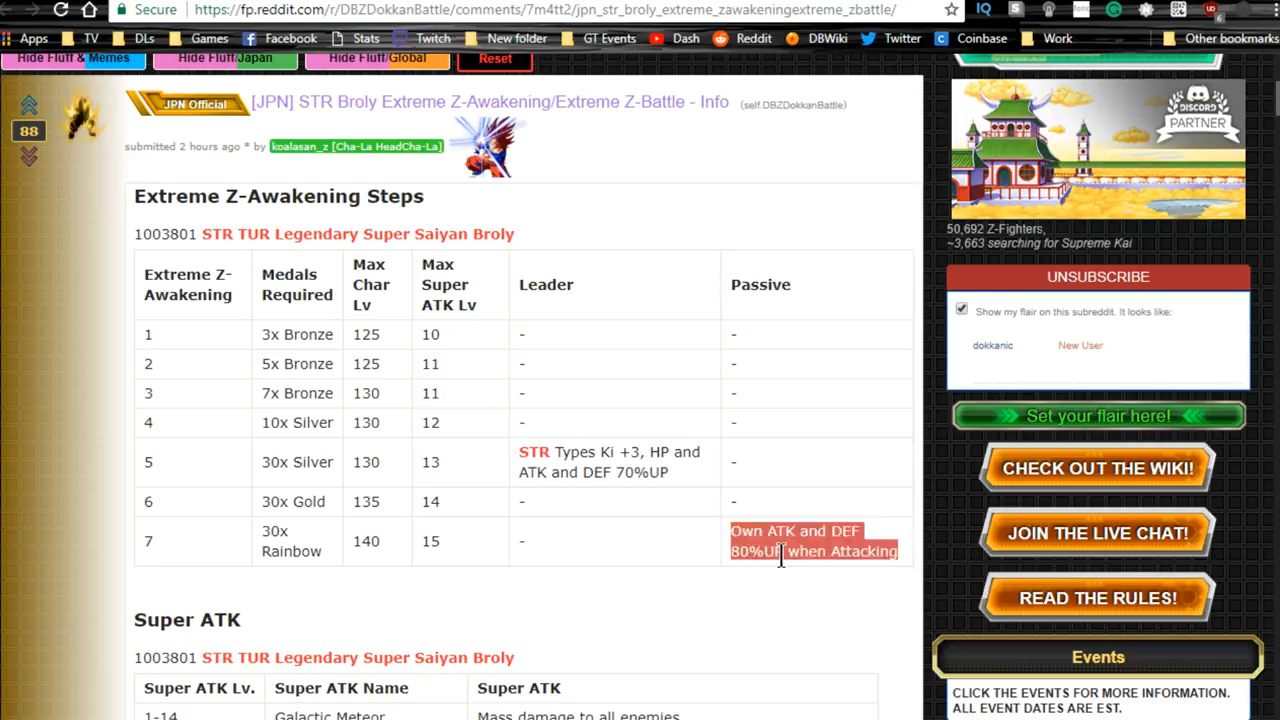 Secure
https://fp.reddit.com/r/DBZDokkanBattle/comments/7m4tt2/jpn_str_broly_extreme_zawakeningextreme_zbattle/
IQ
S
6
Apps TV DLs Games Facebook Stats Twitch New folder GT Events Dash Reddit DBWiki Twitter Coinbase Work Other bookmarks
Hide Fluff & Memes Hide Fluff/Japan Hide Fluff/Global Reset
JPN Official [JPN] STR Broly Extreme Z-Awakening/Extreme Z-Battle - Info (self.DBZDokkanBattle)
88
submitted 2 hours ago * by koalasan_z [Cha-La HeadCha-La]
Extreme Z-Awakening Steps
1003801 STR TUR Legendary Super Saiyan Broly
Extreme Z-
Awakening
Medals
Required
Max
Char
Lv
Max
Super
ATK Lv
Leader
Passive
1 3x Bronze 125 10 - -
2 5x Bronze 125 11 - -
3 7x Bronze 130 11 - -
4 10x Silver 130 12 - -
5 30x Silver 130 13 STR Types Ki +3, HP and
ATK and DEF 70%UP -
6 30x Gold 135 14 - -
7 30x
Rainbow 140 15 - Own ATK and DEF
80%UP when Attacking
Super ATK
1003801 STR TUR Legendary Super Saiyan Broly
Super ATK Lv. Super ATK Name Super ATK
1-14 Galactic Meteor Mass damage to all enemies
DISCORD
PARTNER
50,692 Z-Fighters,
~3,663 searching for Supreme Kai
UNSUBSCRIBE
Show my flair on this subreddit. It looks like:
dokkanic New User
Set your flair here!
CHECK OUT THE WIKI!
JOIN THE LIVE CHAT!
READ THE RULES!
Events
CLICK THE EVENTS FOR MORE INFORMATION.
ALL EVENT DATES ARE EST.